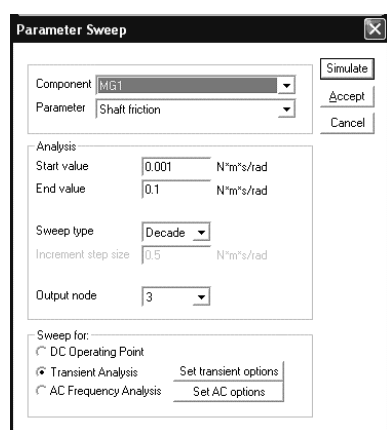 Parameter Sweep
Simulate
Component MG1
Accept
Parameter Shaft friction
Cancel
Analysis
Start value 0.001 N*m*s/rad
End value 0.1 N*m*s/rad
Sweep type Decade
Increment step size 0.5 N*m*s/rad
Output node 3
Sweep for:
DC Operating Point
Transient Analysis Set transient options
AC Frequency Analysis Set AC options